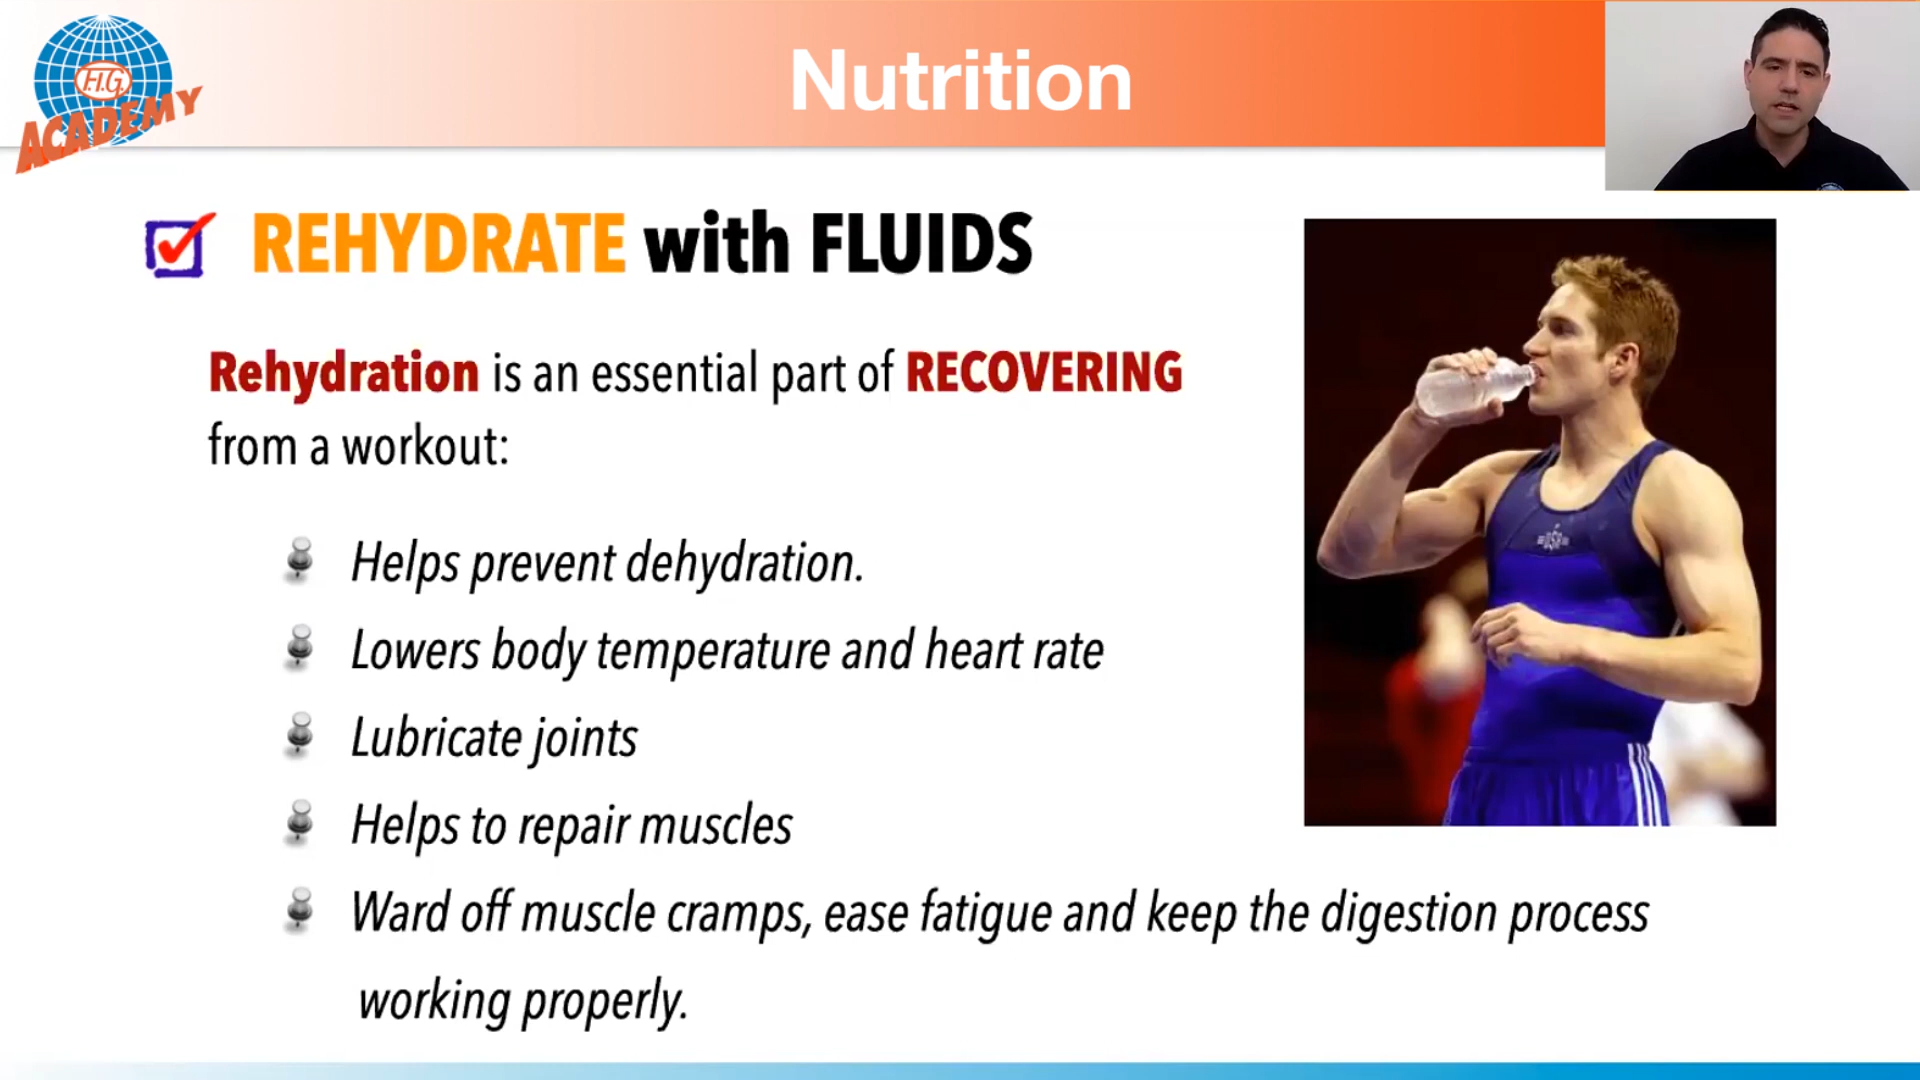 F.I.G.
ACADEMY
Nutrition
REHYDRATE with FLUIDS
Rehydration is an essential part of RECOVERING
from a workout:
Helps prevent dehydration.
Lowers body temperature and heart rate
Lubricate joints
Helps to repair muscles
Ward off muscle cramps, ease fatigue and keep the digestion process
working properly.
USA